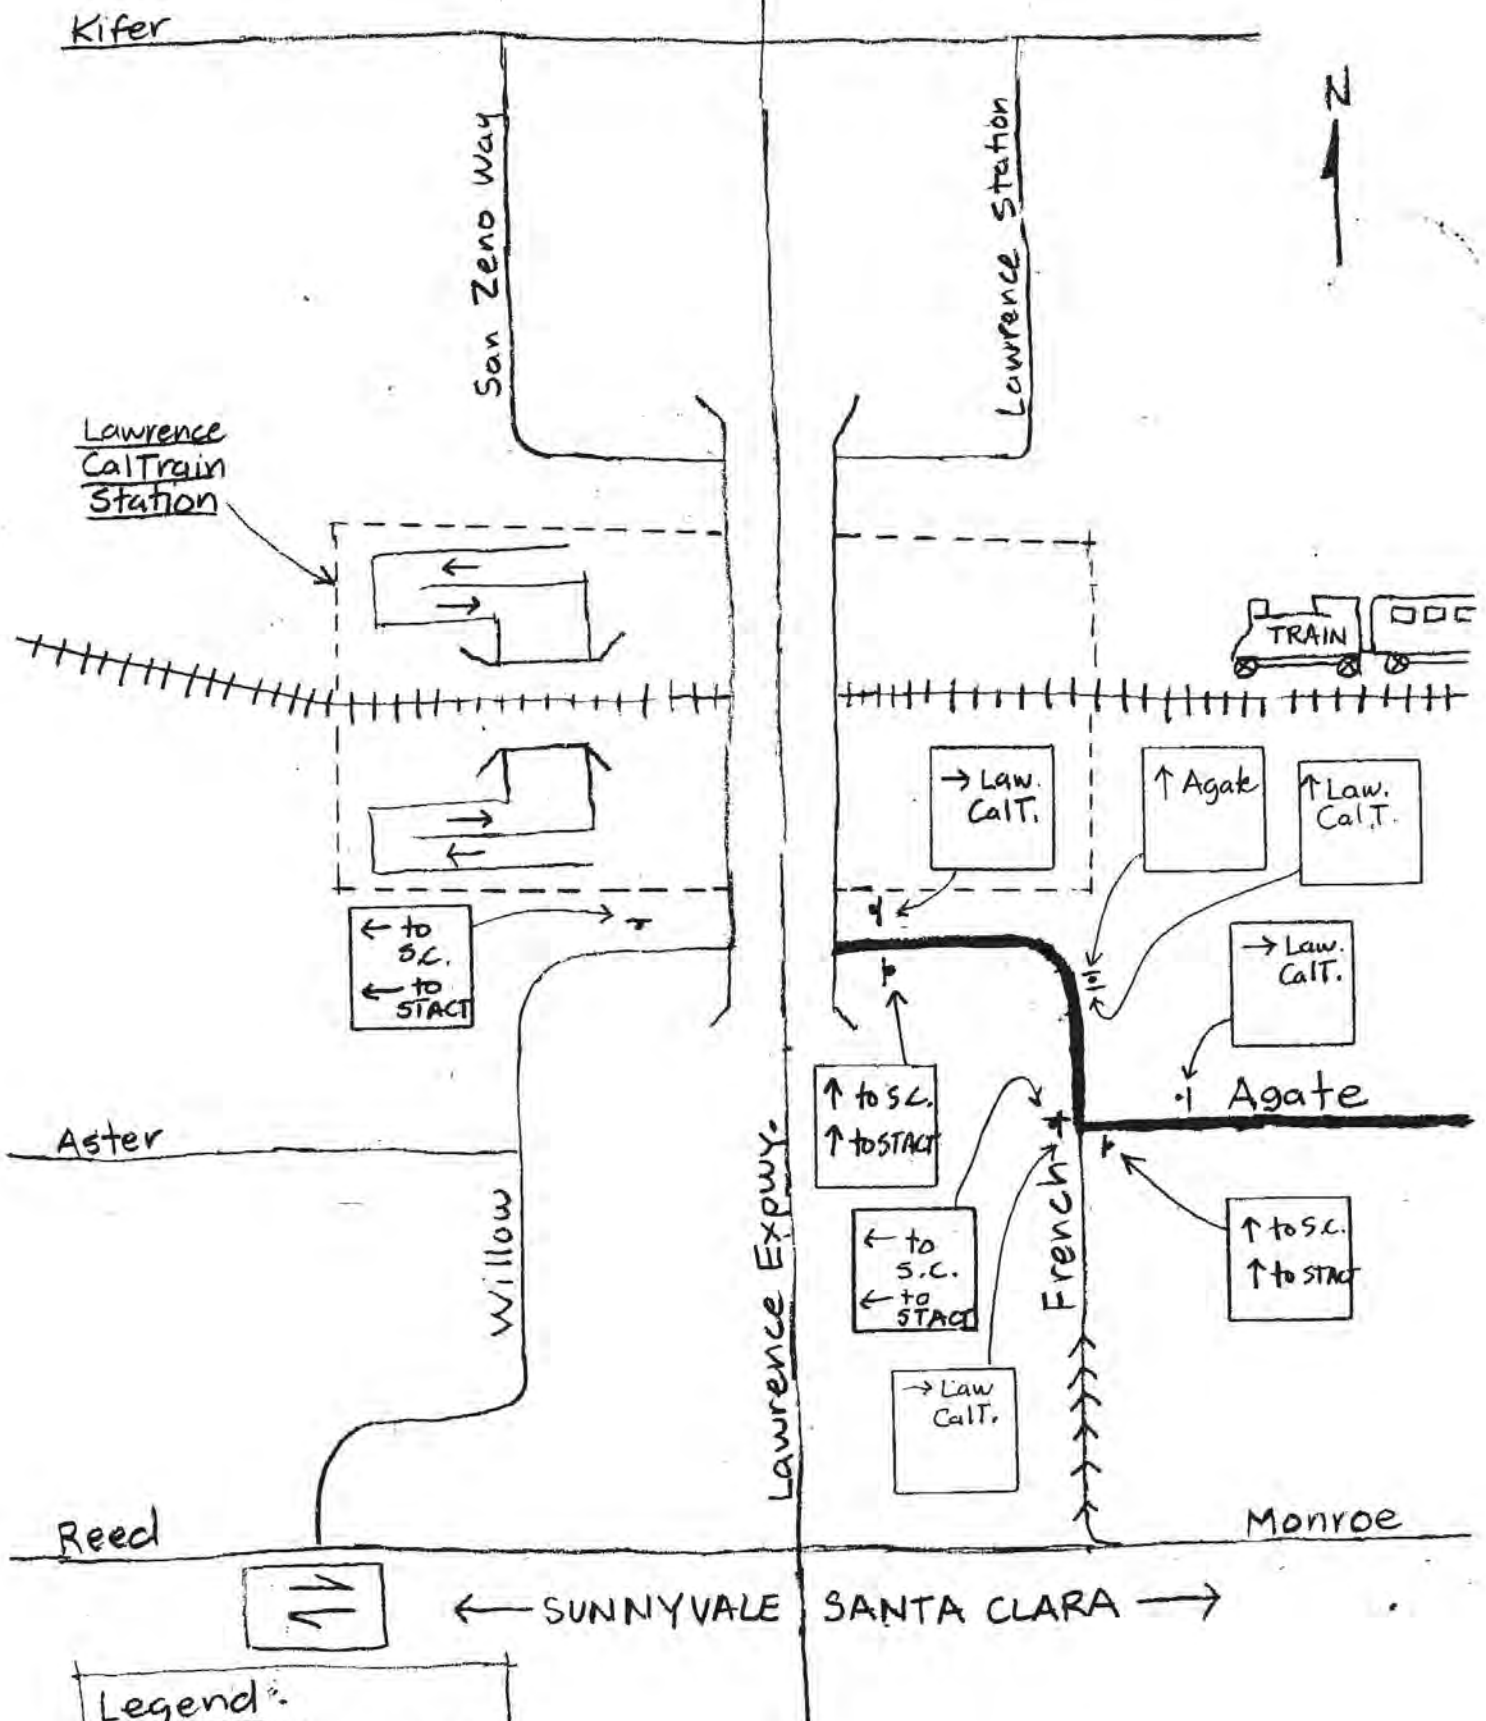 Kifer
N
San Zeno Way
Lawrence Station
Lawrence
CalTrain
Station
TRAIN
→ Law.
CalT.
↑ Agate
↑ Law.
Cal.T.
← to
S.C.
← to
STACT
→ Law.
CalT.
↑ to S.C.
↑ to STACT
Agate
Aster
Willow
Lawrence Expwy.
French
← to
S.C.
← to
STACT
↑ to S.C.
↑ to STACT
→ Law
CalT.
Reed
Monroe
← SUNNYVALE
SANTA CLARA →
Legend: